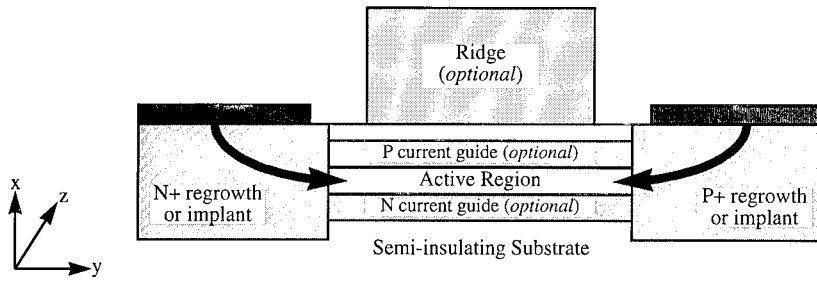 Ridge
(optional)
P current guide (optional)
Active Region
N current guide (optional)
N+ regrowth
or implant
P+ regrowth
or implant
Semi-insulating Substrate
x
z
y